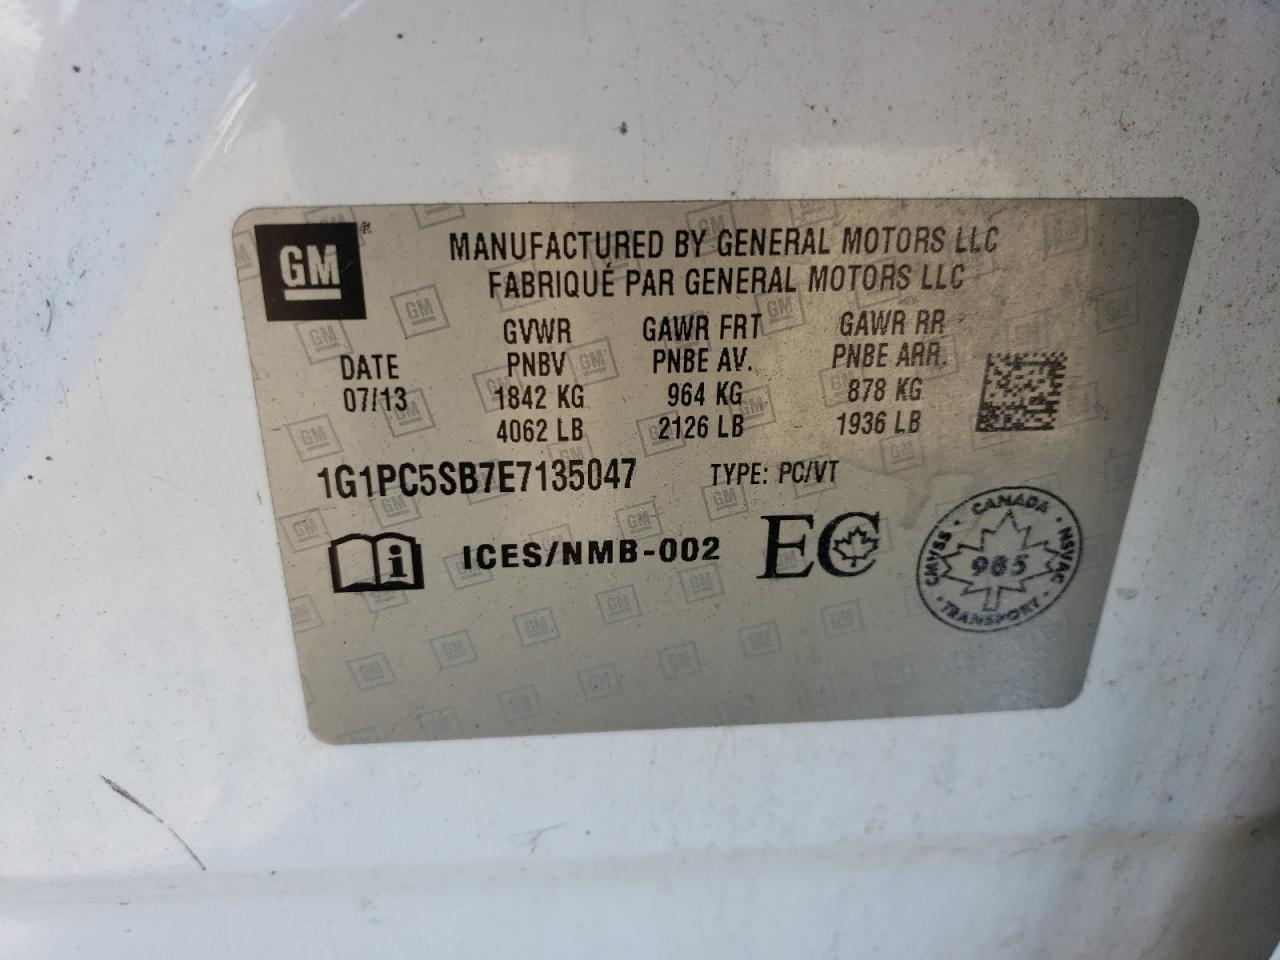 GM®
MANUFACTURED BY GENERAL MOTORS LLC
FABRIQUÉ PAR GENERAL MOTORS LLC
GVWR GAWR FRT GAWR RR
DATE PNBV PNBE AV. PNBE ARR.
07/13 1842 KG 964 KG 878 KG
4062 LB 2126 LB 1936 LB
1G1PC5SB7E7135047 TYPE: PC/VT
i ICES/NMB-002 EC
CANADA
CMVSS 985 NSVAC
TRANSPORT